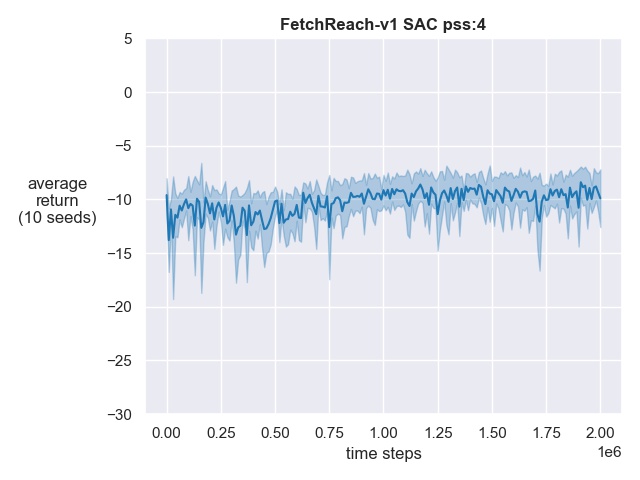 FetchReach-v1 SAC pss:4
5
0
−5
−10
−15
−20
−25
−30
average
return
(10 seeds)
0.00 0.25 0.50 0.75 1.00 1.25 1.50 1.75 2.00
time steps
1e6